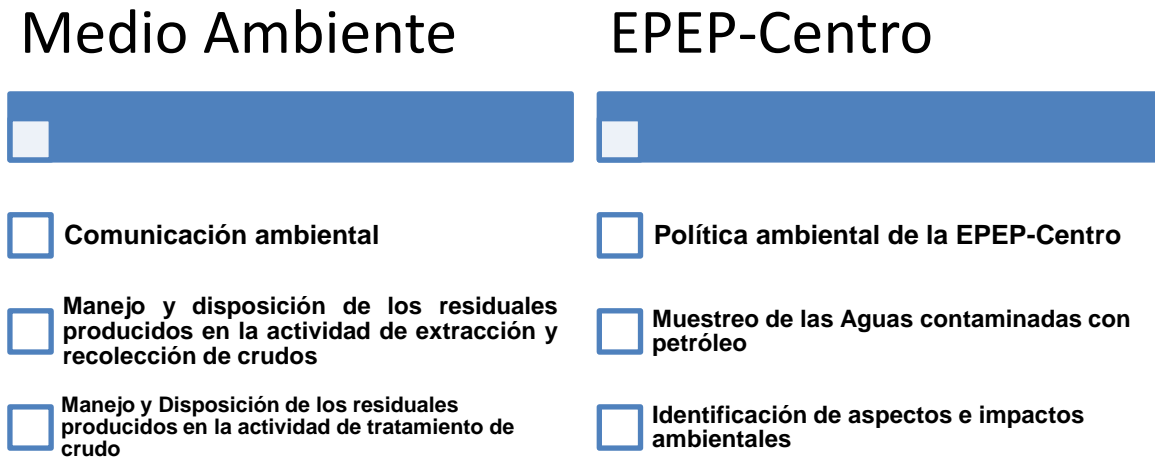 Medio Ambiente
Comunicación ambiental
Manejo y disposición de los residuales
producidos en la actividad de extracción y
recolección de crudos
Manejo y Disposición de los residuales
producidos en la actividad de tratamiento de
crudo
EPEP-Centro
Política ambiental de la EPEP-Centro
Muestreo de las Aguas contaminadas con
petróleo
Identificación de aspectos e impactos
ambientales